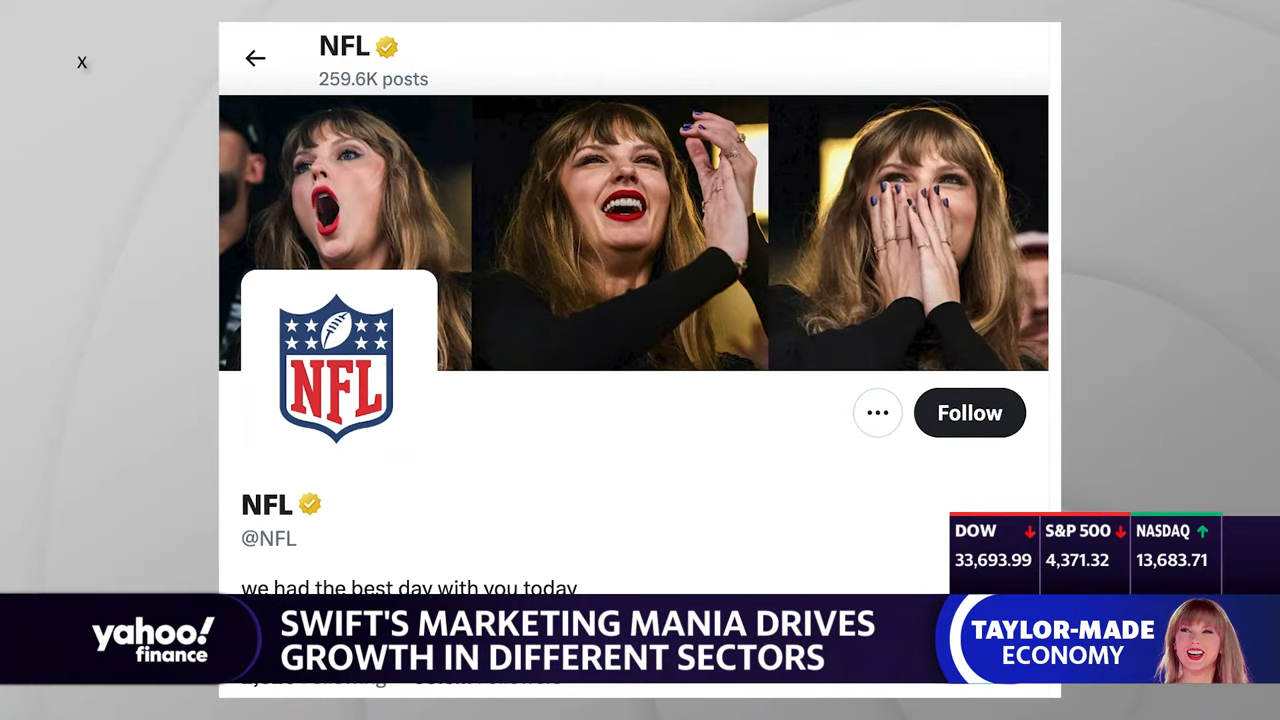 X
NFL
259.6K posts
NFL
Follow
NFL
@NFL
we had the best day with you today
DOW
33,693.99
S&P 500
4,371.32
NASDAQ
13,683.71
yahoo!
finance
SWIFT'S MARKETING MANIA DRIVES
GROWTH IN DIFFERENT SECTORS
TAYLOR-MADE
ECONOMY